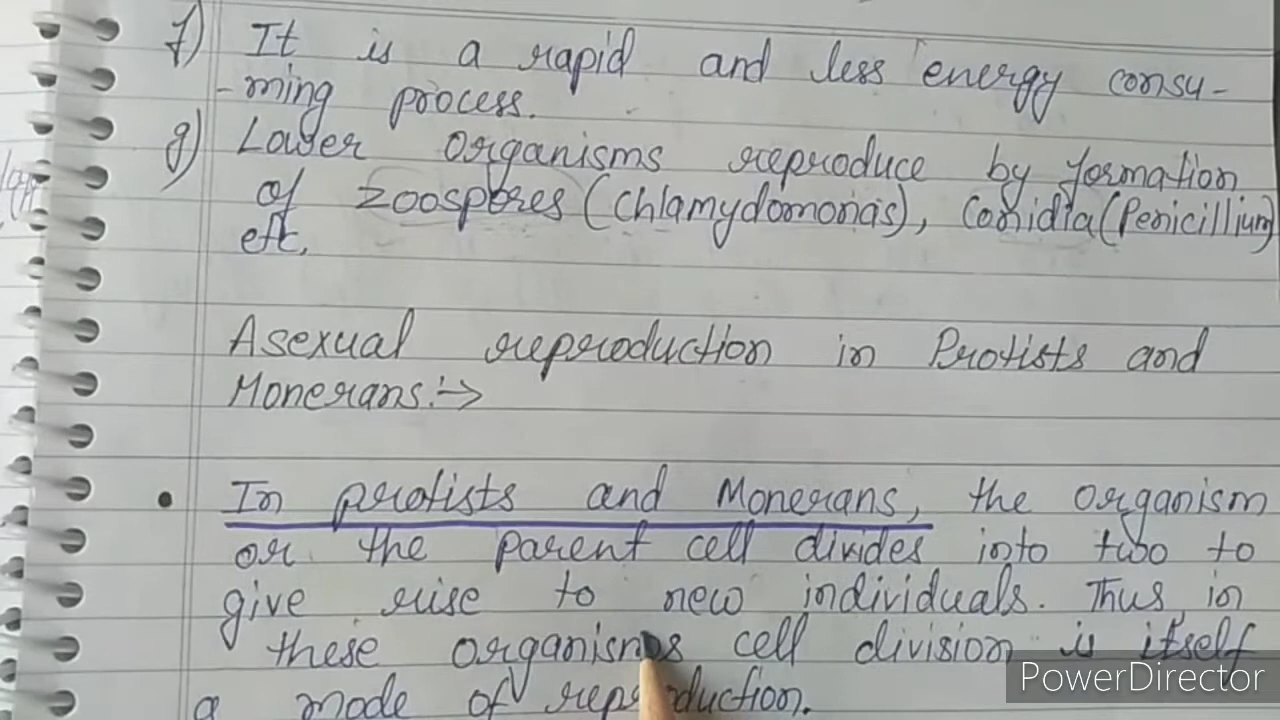 f) It is a rapid and less energy consu-
-ming process.
g) Lower organisms reproduce by formation
of zoospores (Chlamydomonas), Conidia (Penicillium)
etc.
Asexual reproduction in Protists and
Monerans:->
• In protists and Monerans, the organism
or the parent cell divides into two to
give rise to new individuals. Thus in
these organisms cell division is itself
a mode of reproduction.
PowerDirector